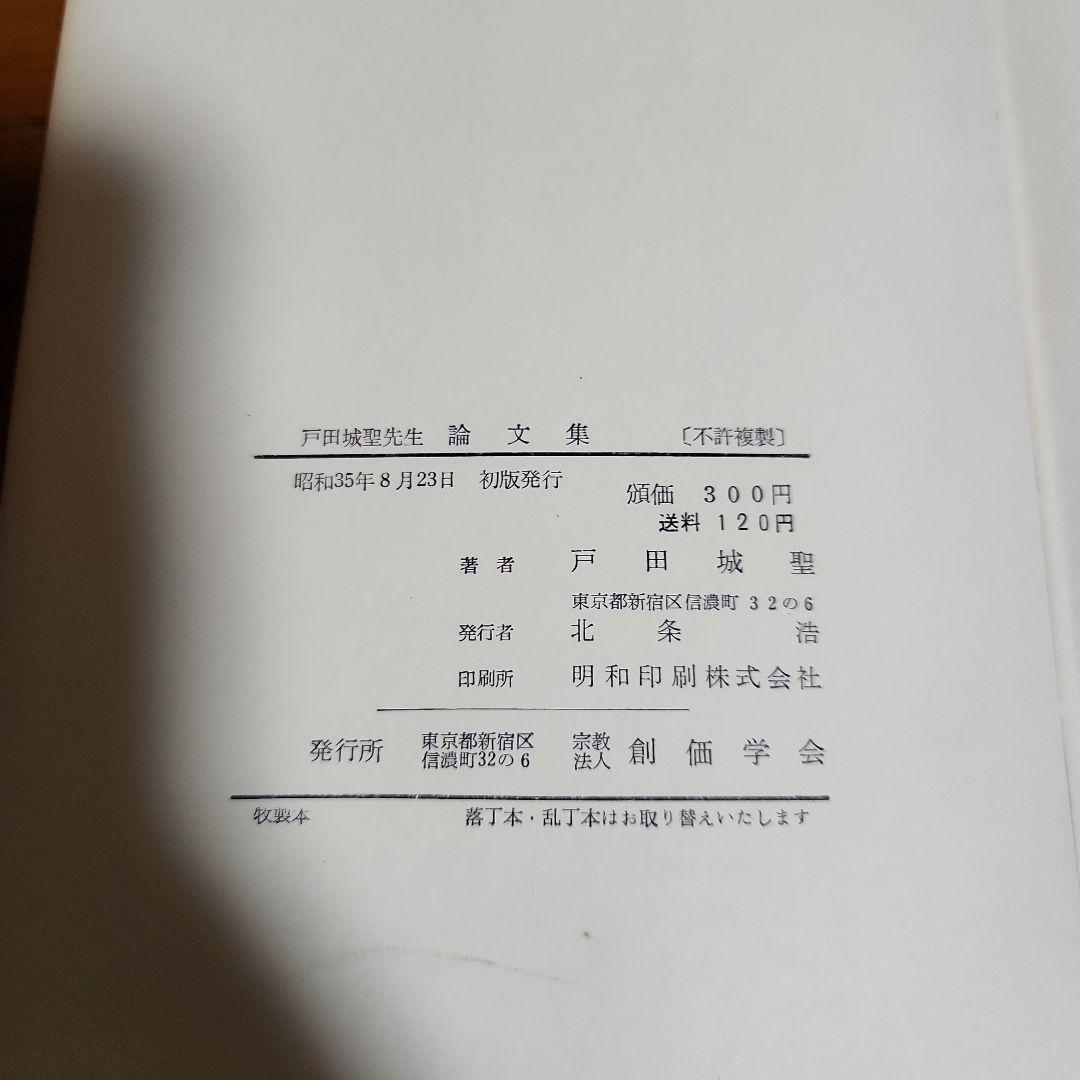 戸田城聖先生 論文集 〔不許複製〕
昭和35年8月23日 初版発行
頒価 300円
送料 120円
著者 戸田城聖
東京都新宿区信濃町32の6
発行者 北条浩
印刷所 明和印刷株式会社
発行所 東京都新宿区信濃町32の6 宗教法人 創価学会
牧製本 落丁本・乱丁本はお取り替えいたします